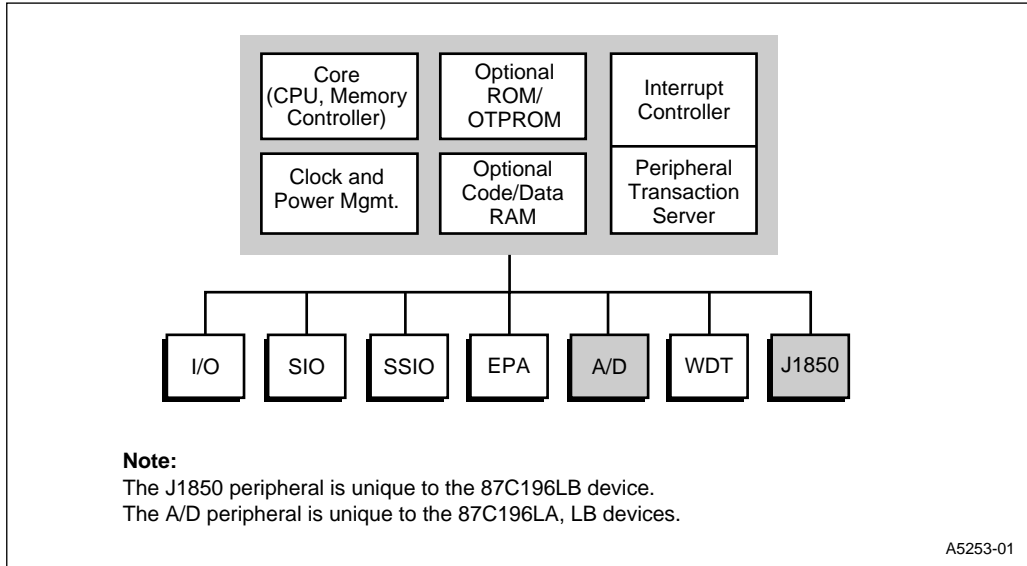 Core
(CPU, Memory
Controller)
Optional
ROM/
OTPROM
Interrupt
Controller
Clock and
Power Mgmt.
Optional
Code/Data
RAM
Peripheral
Transaction
Server
I/O
SIO
SSIO
EPA
A/D
WDT
J1850
Note:
The J1850 peripheral is unique to the 87C196LB device.
The A/D peripheral is unique to the 87C196LA, LB devices.
A5253-01